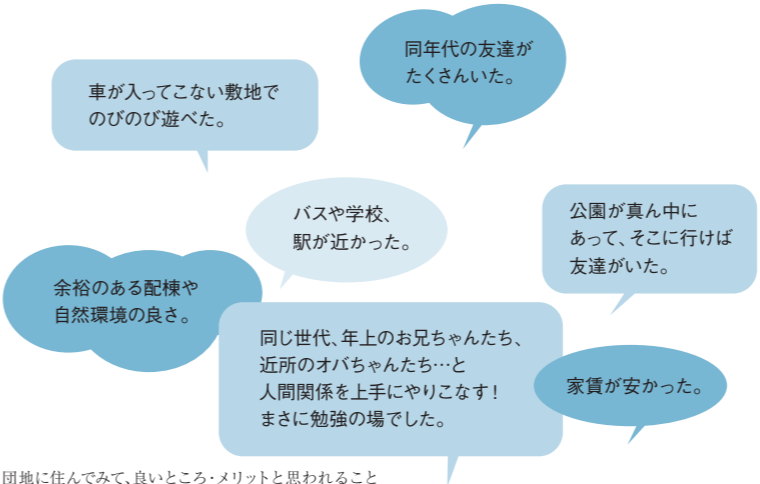 同年代の友達が
たくさんいた。
車が入ってこない敷地で
のびのび遊べた。
バスや学校、
駅が近かった。
公園が真ん中に
あって、そこに行けば
友達がいた。
余裕のある配棟や
自然環境の良さ。
同じ世代、年上のお兄ちゃんたち、
近所のオバちゃんたち…と
人間関係を上手にやりこなす!
まさに勉強の場でした。
家賃が安かった。
団地に住んでみて、良いところ・メリットと思われること